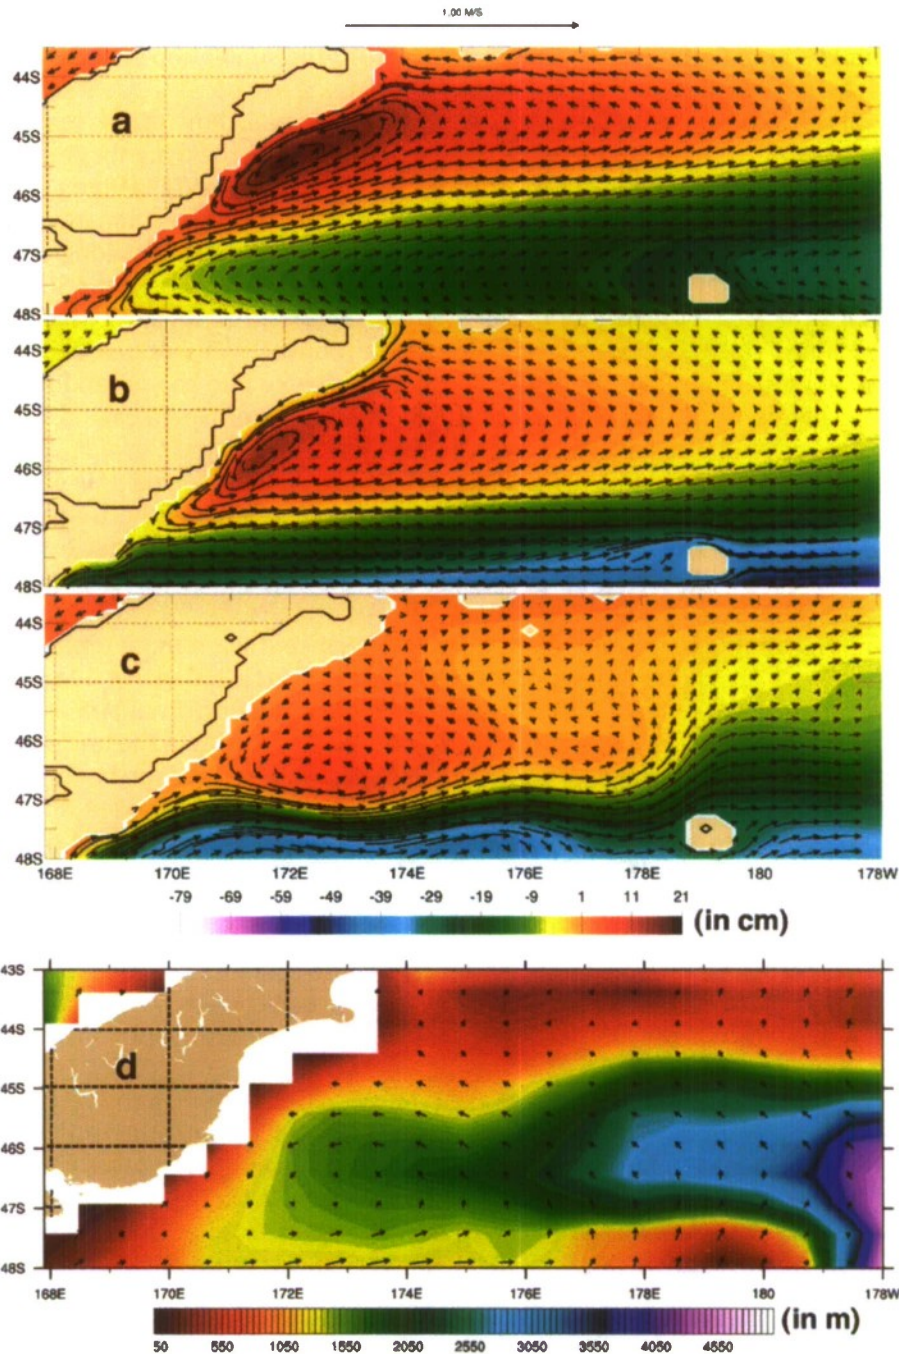 1.00 M/S
44S
45S
46S
47S
48S
a
44S
45S
46S
47S
48S
b
44S
45S
46S
47S
48S
c
168E 170E 172E 174E 176E 178E 180 178W
-79 -69 -59 -49 -39 -29 -19 -9 1 11 21 (in cm)
43S
44S
45S
46S
47S
48S
d
168E 170E 172E 174E 176E 178E 180 178W
50 550 1050 1550 2050 2550 3050 3550 4050 4550 (in m)